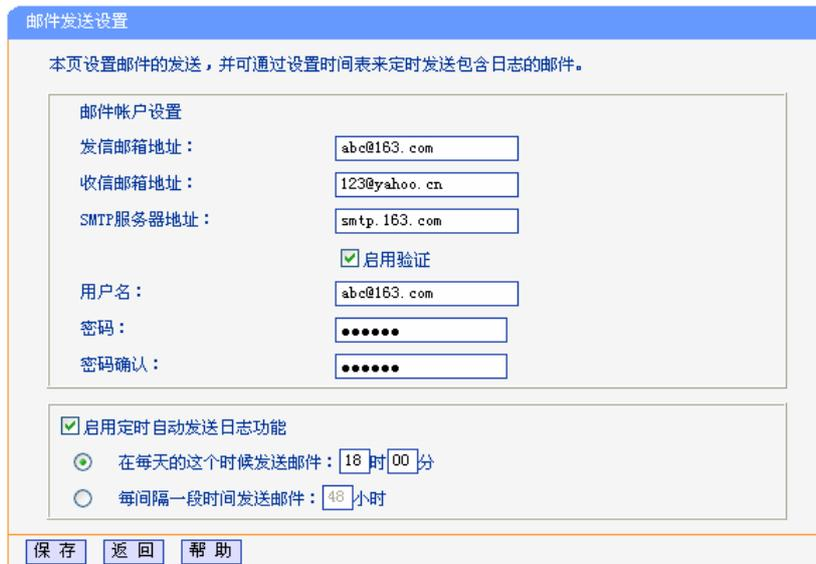 邮件发送设置
本页设置邮件的发送，并可通过设置时间表来定时发送包含日志的邮件。
邮件帐户设置
发信邮箱地址： abc@163.com
收信邮箱地址： 123@yahoo.cn
SMTP服务器地址： smtp.163.com
启用验证
用户名： abc@163.com
密码： ●●●●●●
密码确认： ●●●●●●
启用定时自动发送日志功能
在每天的这个时候发送邮件： 18 时 00 分
每间隔一段时间发送邮件： 48 小时
保 存 返 回 帮 助